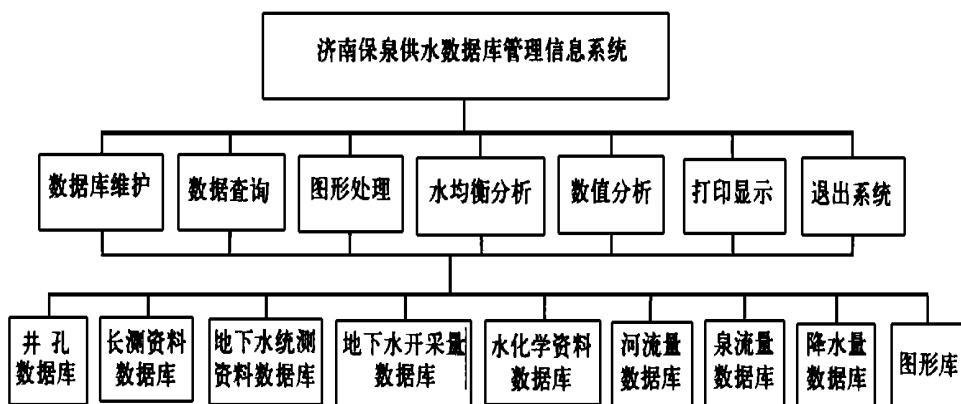 济南保泉供水数据库管理信息系统
数据库维护
数据查询
图形处理
水均衡分析
数值分析
打印显示
退出系统
井 孔
数据库
长测资料
数据库
地下水统测
资料数据库
地下水开采量
数据库
水化学资料
数据库
河流量
数据库
泉流量
数据库
降水量
数据库
图形库